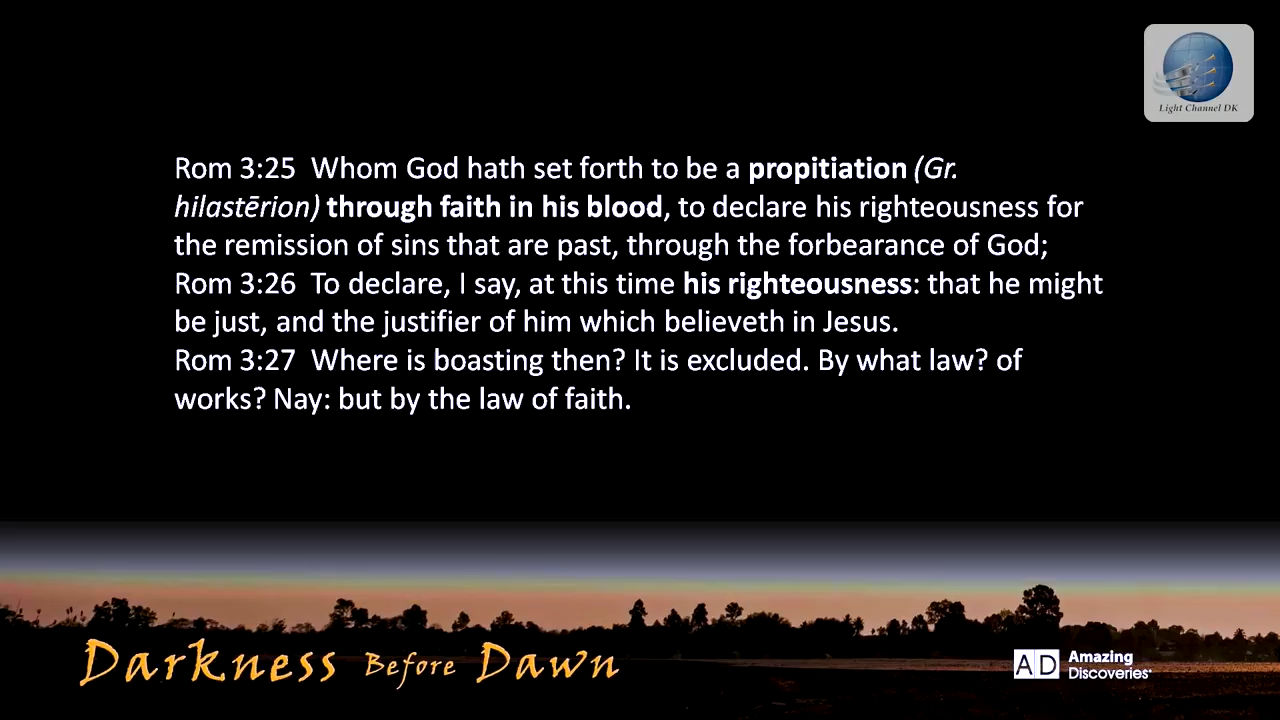 Light Channel DK
Rom 3:25  Whom God hath set forth to be a propitiation (Gr.
hilastērion) through faith in his blood, to declare his righteousness for
the remission of sins that are past, through the forbearance of God;
Rom 3:26  To declare, I say, at this time his righteousness: that he might
be just, and the justifier of him which believeth in Jesus.
Rom 3:27  Where is boasting then? It is excluded. By what law? of
works? Nay: but by the law of faith.
Darkness Before Dawn
AD Amazing
Discoveries